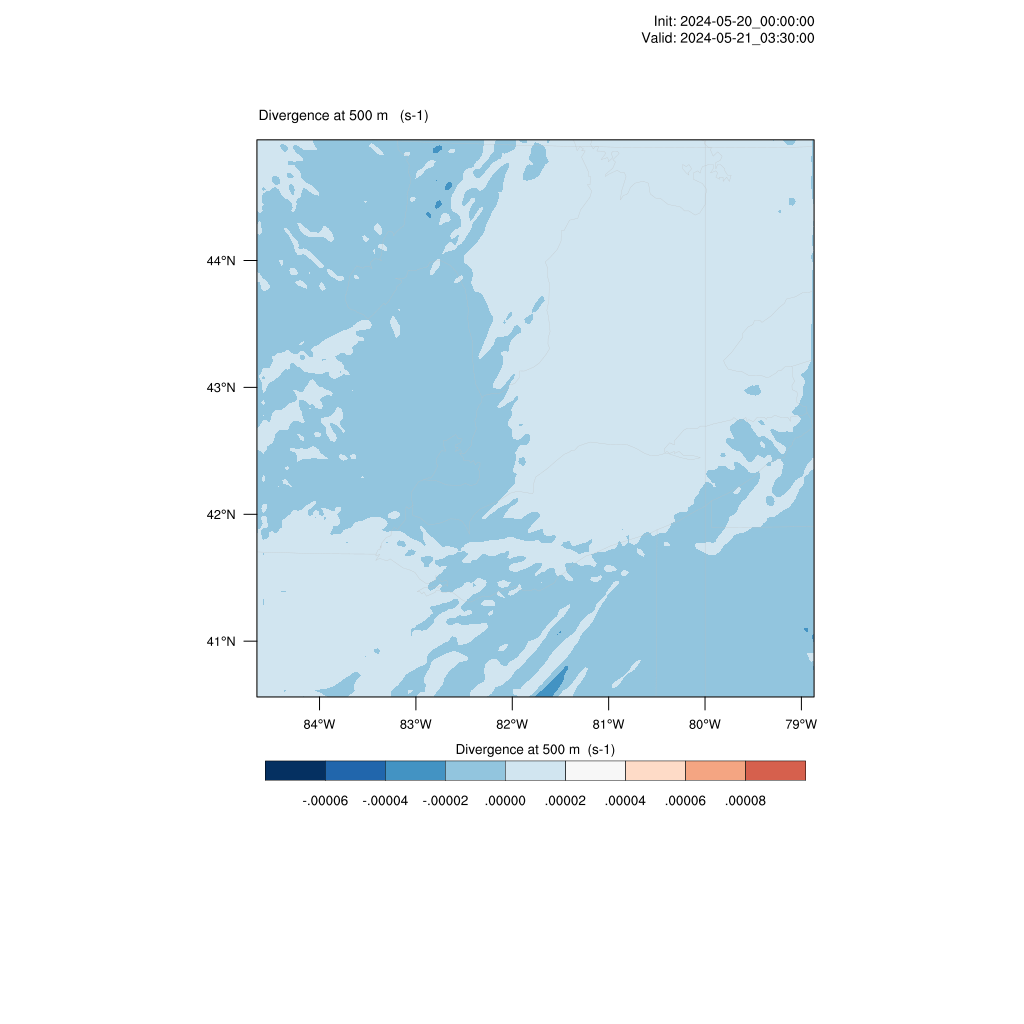 Init: 2024-05-20_00:00:00
Valid: 2024-05-21_03:30:00
Divergence at 500 m   (s-1)
44°N
43°N
42°N
41°N
84°W 83°W 82°W 81°W 80°W 79°W
Divergence at 500 m  (s-1)
-.00006 -.00004 -.00002 .00000 .00002 .00004 .00006 .00008